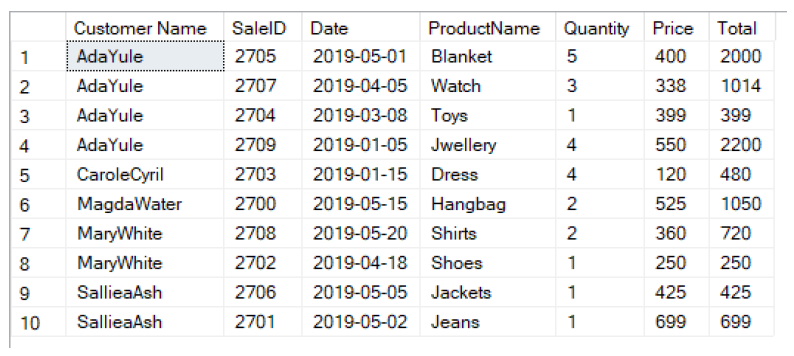 Customer Name SaleID Date ProductName Quantity Price Total
1 AdaYule 2705 2019-05-01 Blanket 5 400 2000
2 AdaYule 2707 2019-04-05 Watch 3 338 1014
3 AdaYule 2704 2019-03-08 Toys 1 399 399
4 AdaYule 2709 2019-01-05 Jwellery 4 550 2200
5 CaroleCyril 2703 2019-01-15 Dress 4 120 480
6 MagdaWater 2700 2019-05-15 Hangbag 2 525 1050
7 MaryWhite 2708 2019-05-20 Shirts 2 360 720
8 MaryWhite 2702 2019-04-18 Shoes 1 250 250
9 SallieaAsh 2706 2019-05-05 Jackets 1 425 425
10 SallieaAsh 2701 2019-05-02 Jeans 1 699 699